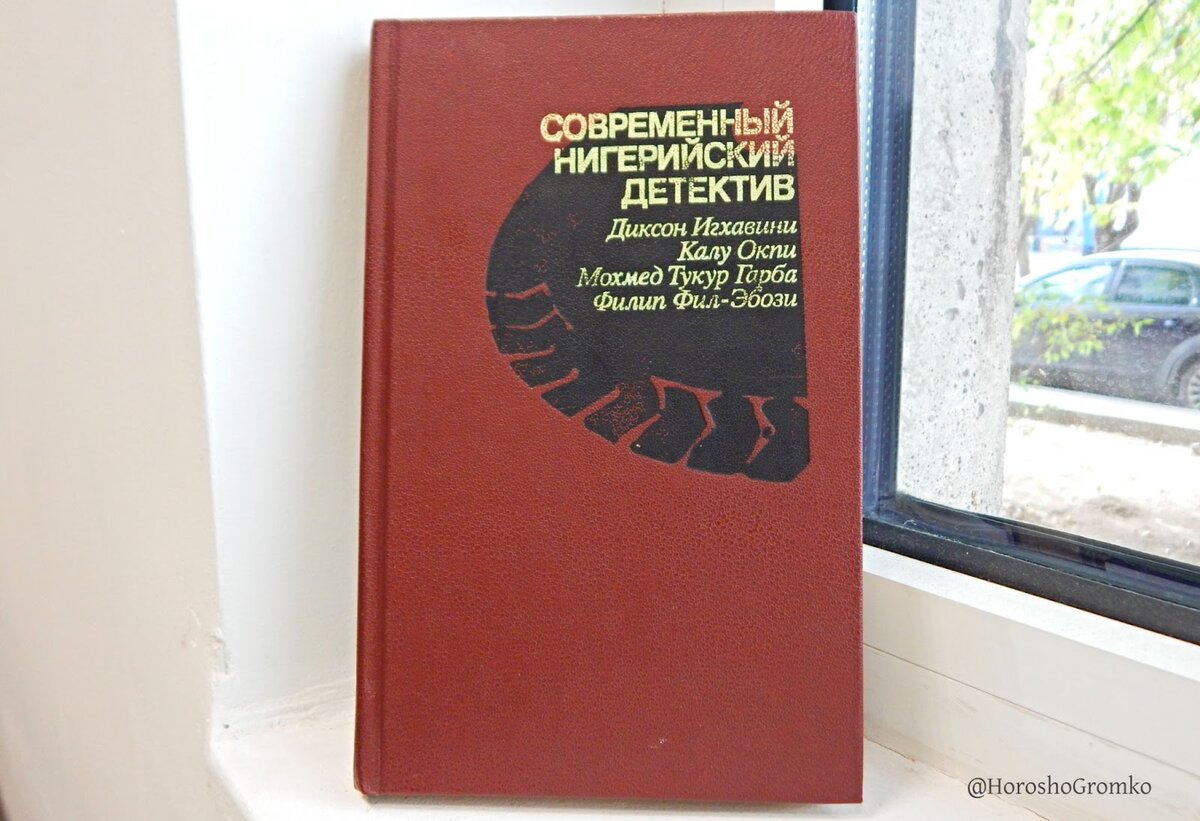 СОВРЕМЕННЫЙ
НИГЕРИЙСКИЙ
ДЕТЕКТИВ
Диксон Игхавини
Калу Окпи
Мохмед Тукур Гарба
Филип Фил-Эбози
@HoroshoGromko